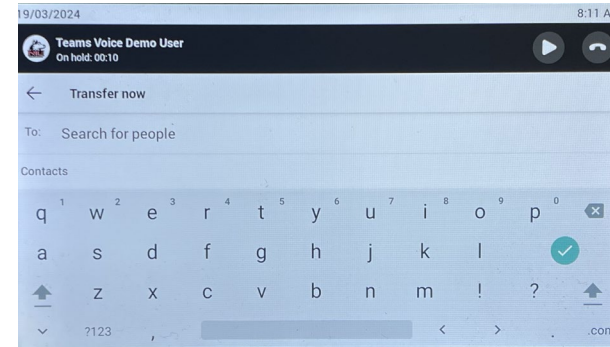 19/03/2024 8:11 A
Teams Voice Demo User
On hold: 00:10
Transfer now
To: Search for people
Contacts
q 1 w 2 e 3 r 4 t 5 y 6 u 7 i 8 o 9 p 0
a s d f g h j k l
z x c v b n m ! ?
?123 , < > . .com